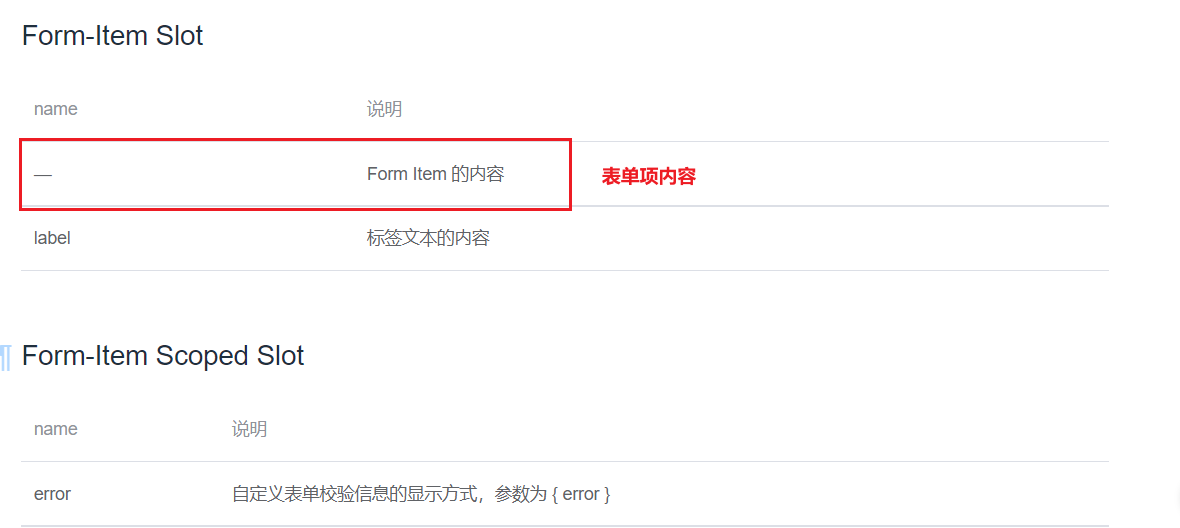 Form-Item Slot
name 说明
— Form Item 的内容 表单项内容
label 标签文本的内容
¶ Form-Item Scoped Slot
name 说明
error 自定义表单校验信息的显示方式，参数为 { error }